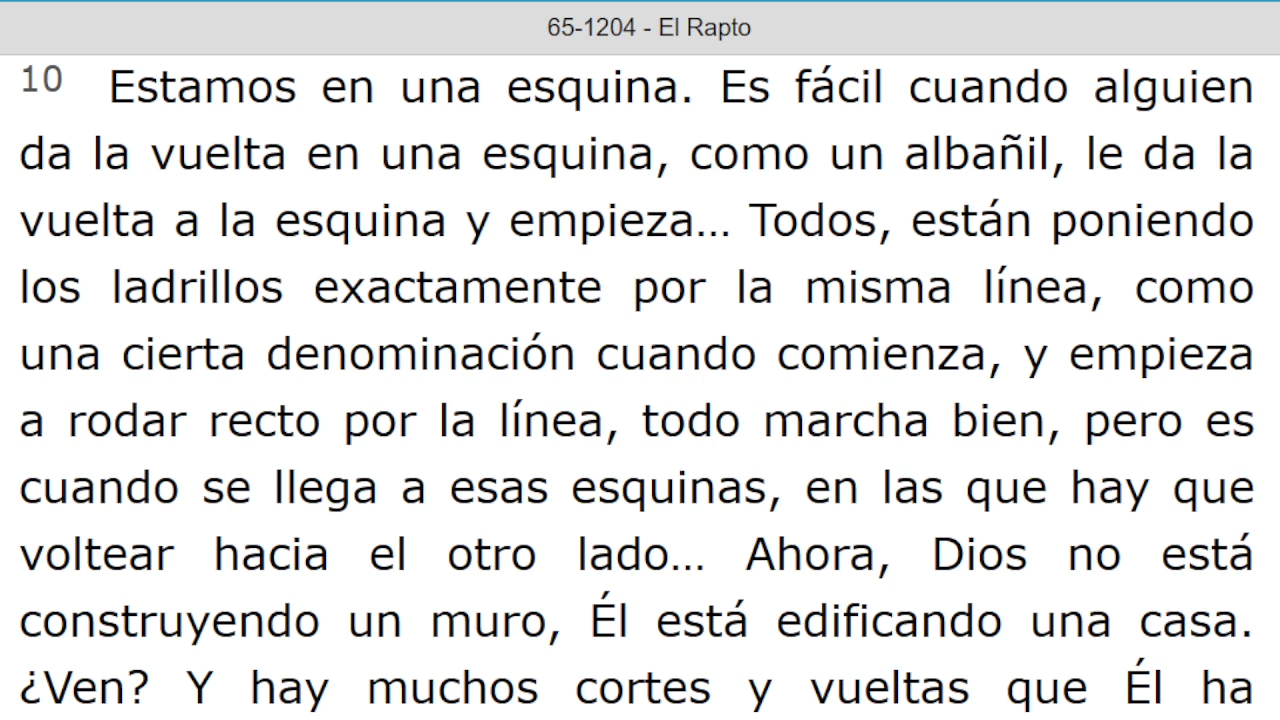 65-1204 - El Rapto
10 Estamos en una esquina. Es fácil cuando alguien
da la vuelta en una esquina, como un albañil, le da la
vuelta a la esquina y empieza... Todos, están poniendo
los ladrillos exactamente por la misma línea, como
una cierta denominación cuando comienza, y empieza
a rodar recto por la línea, todo marcha bien, pero es
cuando se llega a esas esquinas, en las que hay que
voltear hacia el otro lado... Ahora, Dios no está
construyendo un muro, Él está edificando una casa.
¿Ven? Y hay muchos cortes y vueltas que Él ha